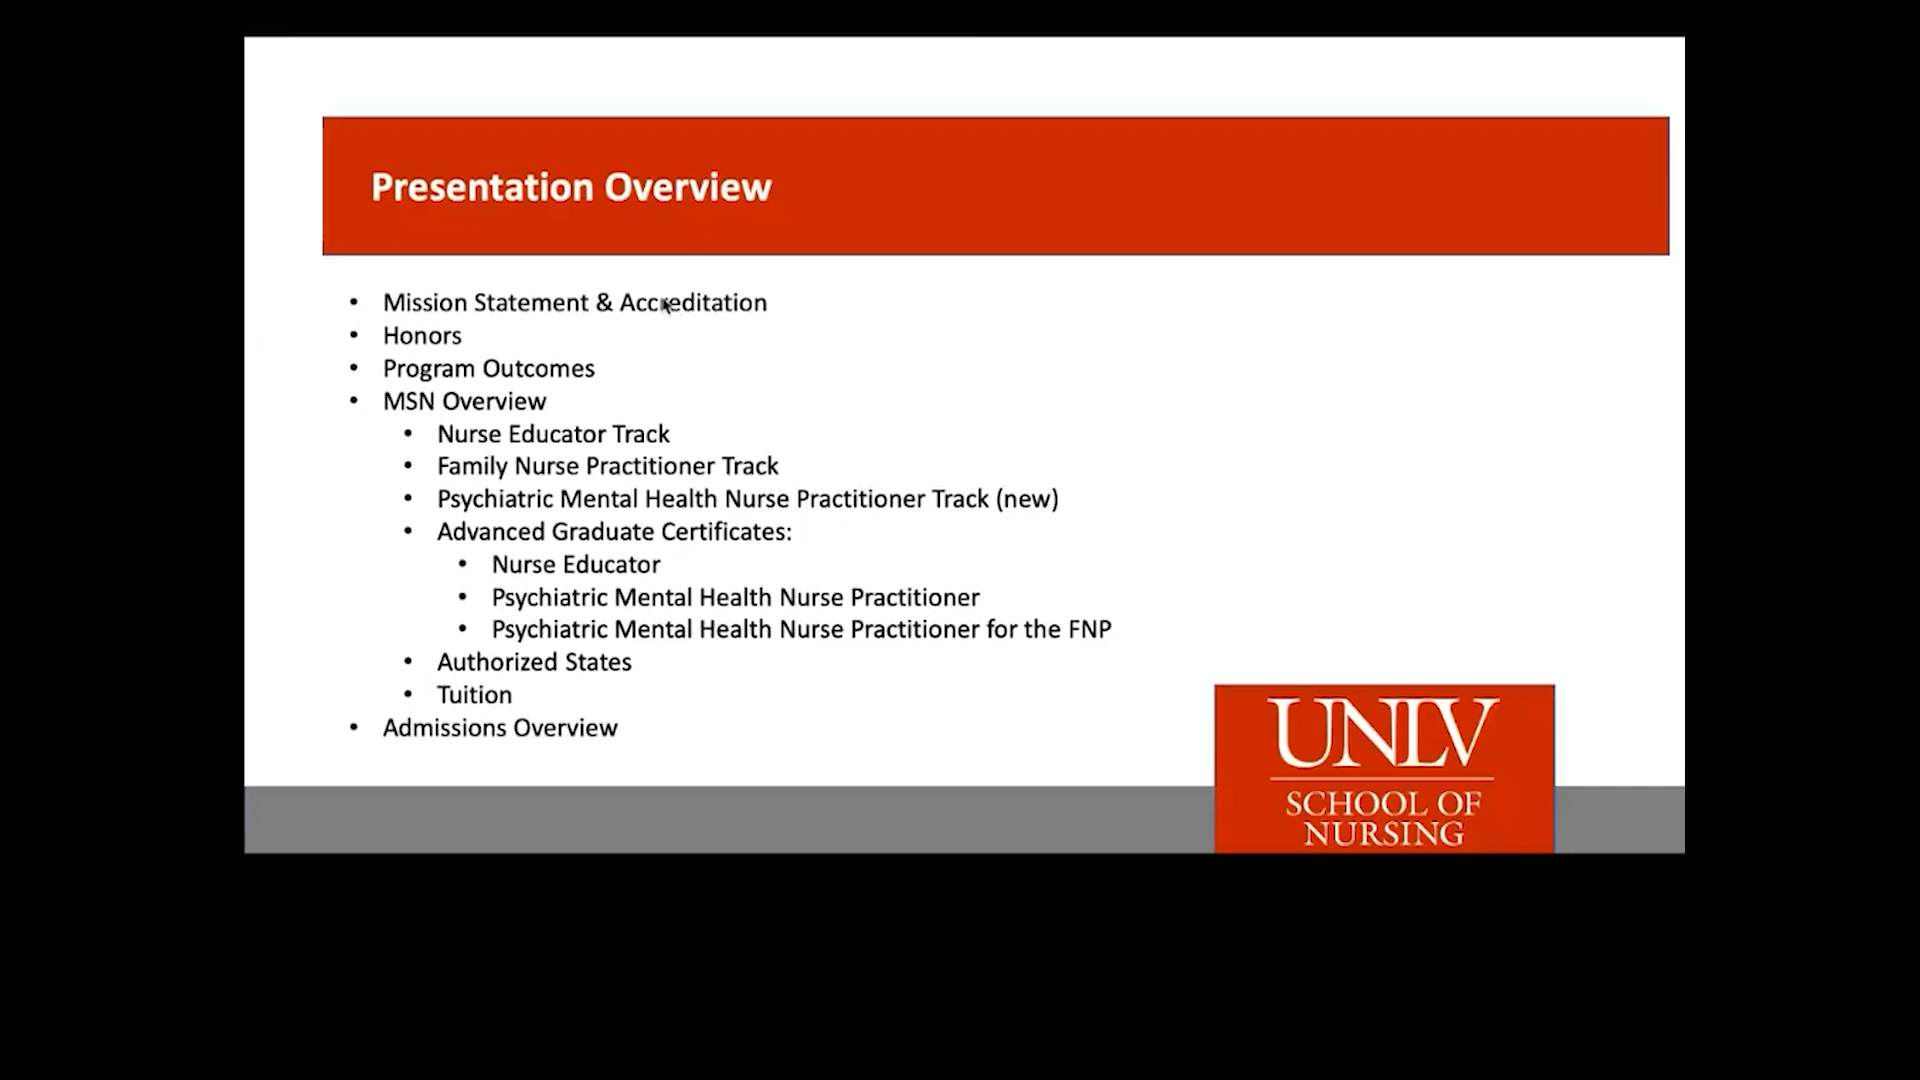 Presentation Overview
• Mission Statement & Accreditation
• Honors
• Program Outcomes
• MSN Overview
• Nurse Educator Track
• Family Nurse Practitioner Track
• Psychiatric Mental Health Nurse Practitioner Track (new)
• Advanced Graduate Certificates:
• Nurse Educator
• Psychiatric Mental Health Nurse Practitioner
• Psychiatric Mental Health Nurse Practitioner for the FNP
• Authorized States
• Tuition
• Admissions Overview
UNLV
SCHOOL OF
NURSING